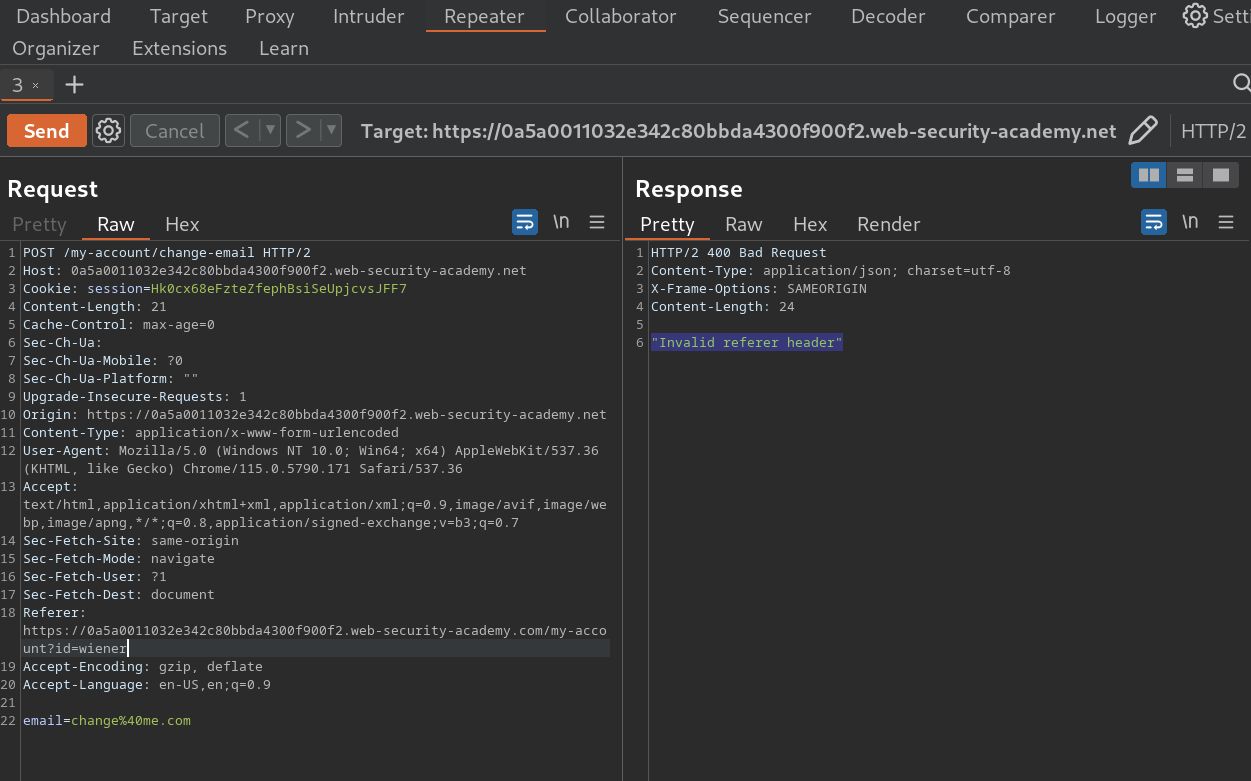 Dashboard Target Proxy Intruder Repeater Collaborator Sequencer Decoder Comparer Logger Setti
Organizer Extensions Learn
3 × +
Send Cancel < > Target: https://0a5a0011032e342c80bbda4300f900f2.web-security-academy.net HTTP/2
Request
Pretty Raw Hex \n
1 POST /my-account/change-email HTTP/2
2 Host: 0a5a0011032e342c80bbda4300f900f2.web-security-academy.net
3 Cookie: session=Hk0cx68eFzteZfephBsiSeUpjcvsJFF7
4 Content-Length: 21
5 Cache-Control: max-age=0
6 Sec-Ch-Ua:
7 Sec-Ch-Ua-Mobile: ?0
8 Sec-Ch-Ua-Platform: ""
9 Upgrade-Insecure-Requests: 1
10 Origin: https://0a5a0011032e342c80bbda4300f900f2.web-security-academy.net
11 Content-Type: application/x-www-form-urlencoded
12 User-Agent: Mozilla/5.0 (Windows NT 10.0; Win64; x64) AppleWebKit/537.36
(KHTML, like Gecko) Chrome/115.0.5790.171 Safari/537.36
13 Accept:
text/html,application/xhtml+xml,application/xml;q=0.9,image/avif,image/we
bp,image/apng,*/*;q=0.8,application/signed-exchange;v=b3;q=0.7
14 Sec-Fetch-Site: same-origin
15 Sec-Fetch-Mode: navigate
16 Sec-Fetch-User: ?1
17 Sec-Fetch-Dest: document
18 Referer:
https://0a5a0011032e342c80bbda4300f900f2.web-security-academy.com/my-acco
unt?id=wiener
19 Accept-Encoding: gzip, deflate
20 Accept-Language: en-US,en;q=0.9
21
22 email=change%40me.com
Response
Pretty Raw Hex Render \n
1 HTTP/2 400 Bad Request
2 Content-Type: application/json; charset=utf-8
3 X-Frame-Options: SAMEORIGIN
4 Content-Length: 24
5
6 "Invalid referer header"